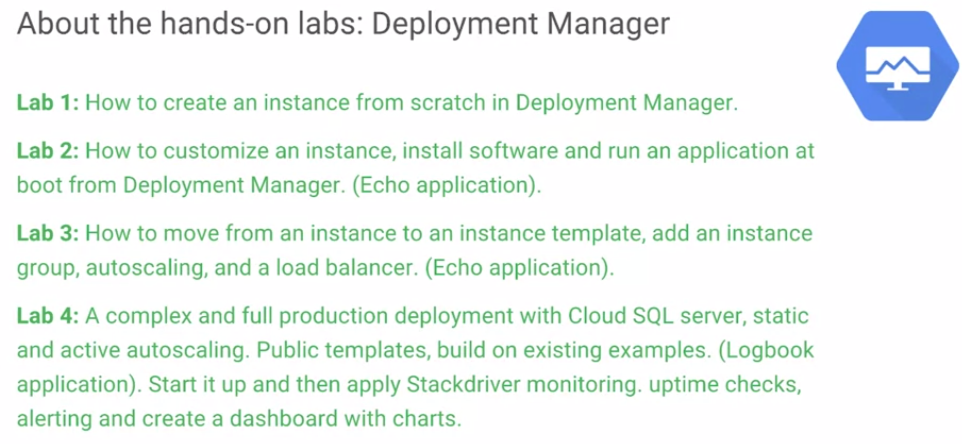 About the hands-on labs: Deployment Manager
Lab 1: How to create an instance from scratch in Deployment Manager.
Lab 2: How to customize an instance, install software and run an application at
boot from Deployment Manager. (Echo application).
Lab 3: How to move from an instance to an instance template, add an instance
group, autoscaling, and a load balancer. (Echo application).
Lab 4: A complex and full production deployment with Cloud SQL server, static
and active autoscaling. Public templates, build on existing examples. (Logbook
application). Start it up and then apply Stackdriver monitoring. uptime checks,
alerting and create a dashboard with charts.